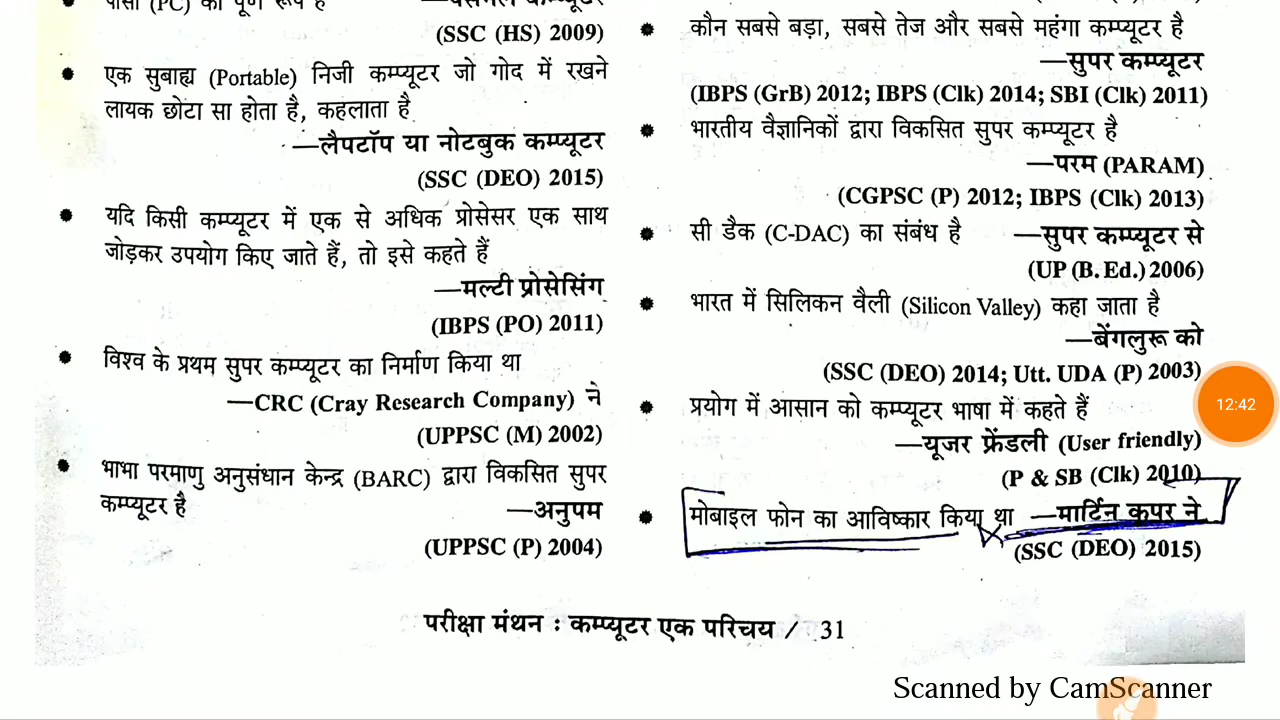 (PC) का पूर्ण रूप है
(SSC (HS) 2009)
एक सुबाह्य (Portable) निजी कम्प्यूटर जो गोद में रखने
लायक छोटा सा होता है, कहलाता है
—लैपटॉप या नोटबुक कम्प्यूटर
(SSC (DEO) 2015)
यदि किसी कम्प्यूटर में एक से अधिक प्रोसेसर एक साथ
जोड़कर उपयोग किए जाते हैं, तो इसे कहते हैं
—मल्टी प्रोसेसिंग
(IBPS (PO) 2011)
विश्व के प्रथम सुपर कम्प्यूटर का निर्माण किया था
—CRC (Cray Research Company) ने
(UPPSC (M) 2002)
भाभा परमाणु अनुसंधान केन्द्र (BARC) द्वारा विकसित सुपर
कम्प्यूटर है —अनुपम
(UPPSC (P) 2004)
कौन सबसे बड़ा, सबसे तेज और सबसे महंगा कम्प्यूटर है
—सुपर कम्प्यूटर
(IBPS (GrB) 2012; IBPS (Clk) 2014; SBI (Clk) 2011)
भारतीय वैज्ञानिकों द्वारा विकसित सुपर कम्प्यूटर है
—परम (PARAM)
(CGPSC (P) 2012; IBPS (Clk) 2013)
सी डैक (C-DAC) का संबंध है —सुपर कम्प्यूटर से
(UP (B.Ed.) 2006)
भारत में सिलिकन वैली (Silicon Valley) कहा जाता है
—बेंगलुरू को
(SSC (DEO) 2014; Utt. UDA (P) 2003)
प्रयोग में आसान को कम्प्यूटर भाषा में कहते हैं
—यूजर फ्रेंडली (User friendly)
(P & SB (Clk) 2010)
मोबाइल फोन का आविष्कार किया था —मार्टिन कूपर ने
(SSC (DEO) 2015)
12:42
परीक्षा मंथन : कम्प्यूटर एक परिचय / 31
Scanned by CamScanner